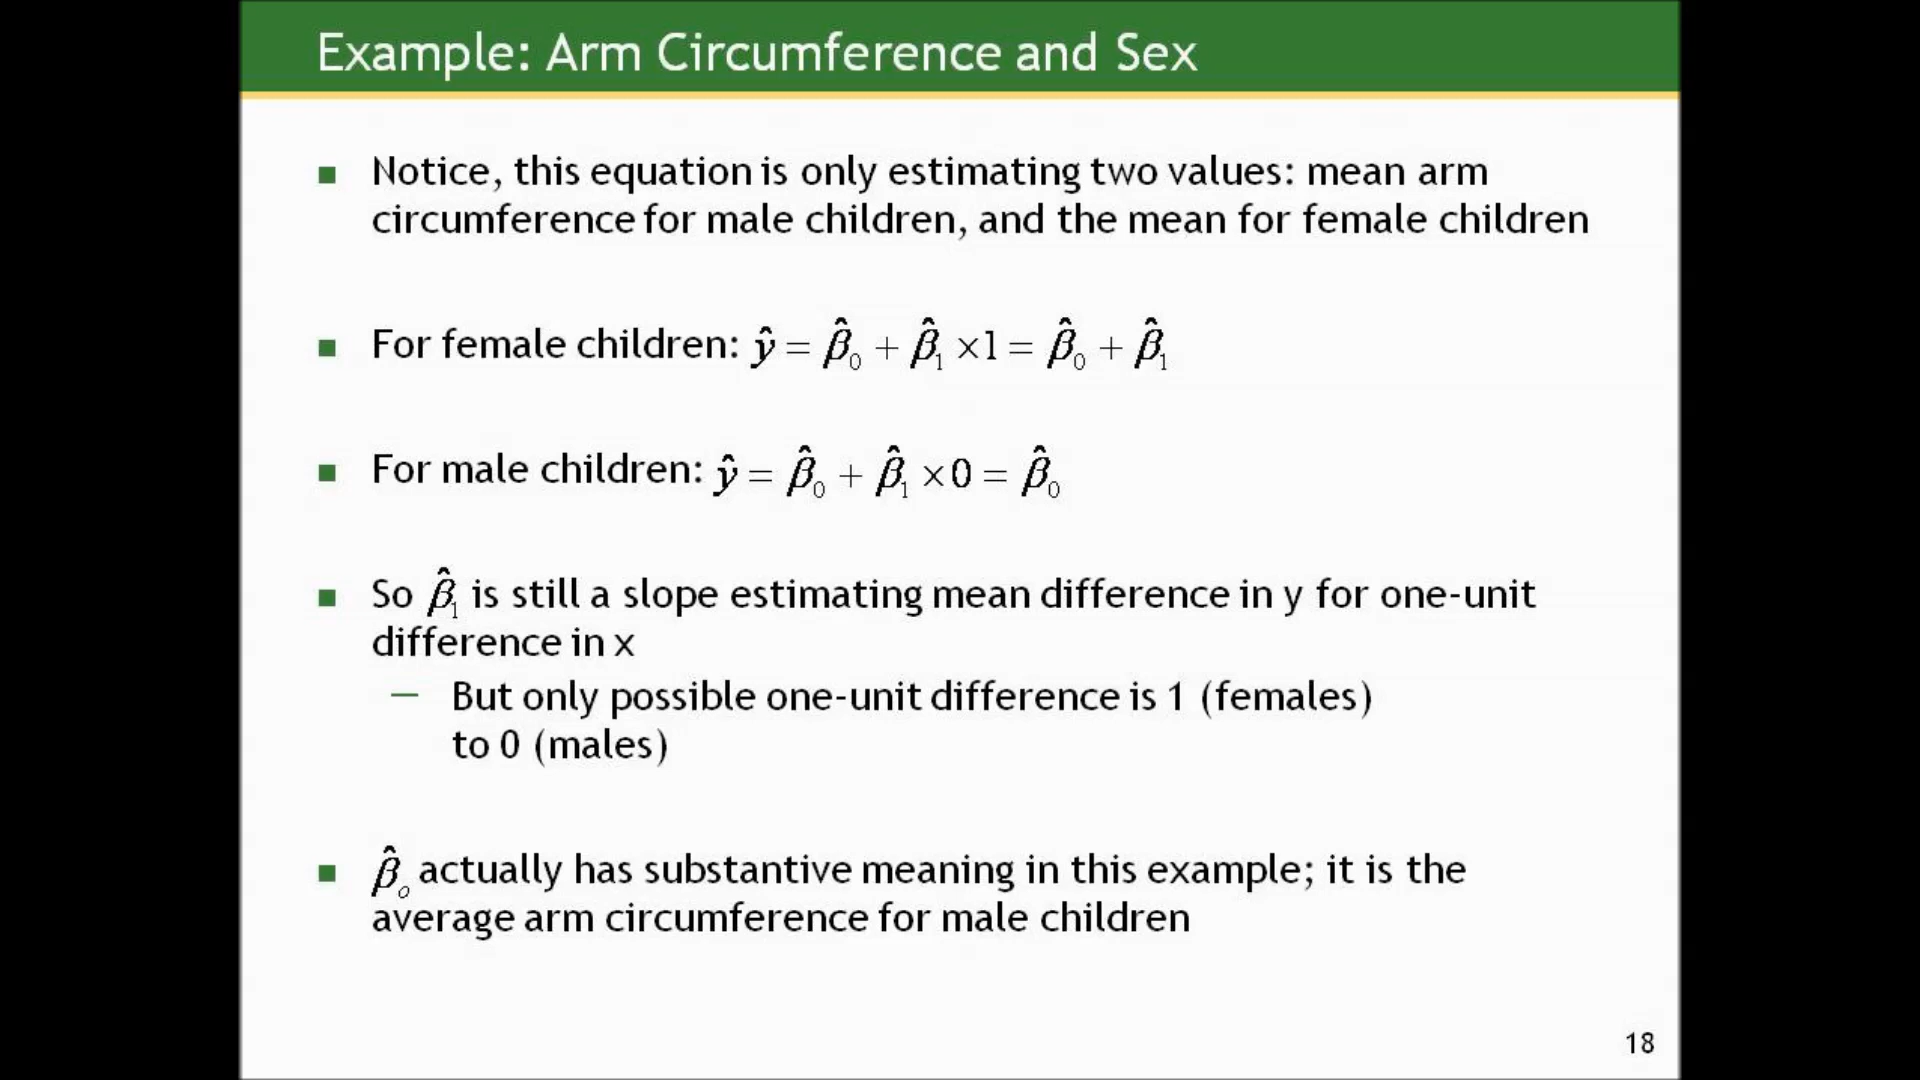 Example: Arm Circumference and Sex
Notice, this equation is only estimating two values: mean arm
circumference for male children, and the mean for female children
For female children: ŷ = β̂₀ + β̂₁ ×1 = β̂₀ + β̂₁
For male children: ŷ = β̂₀ + β̂₁ ×0 = β̂₀
So β̂₁ is still a slope estimating mean difference in y for one-unit
difference in x
— But only possible one-unit difference is 1 (females)
to 0 (males)
β̂ₒ actually has substantive meaning in this example; it is the
average arm circumference for male children
18